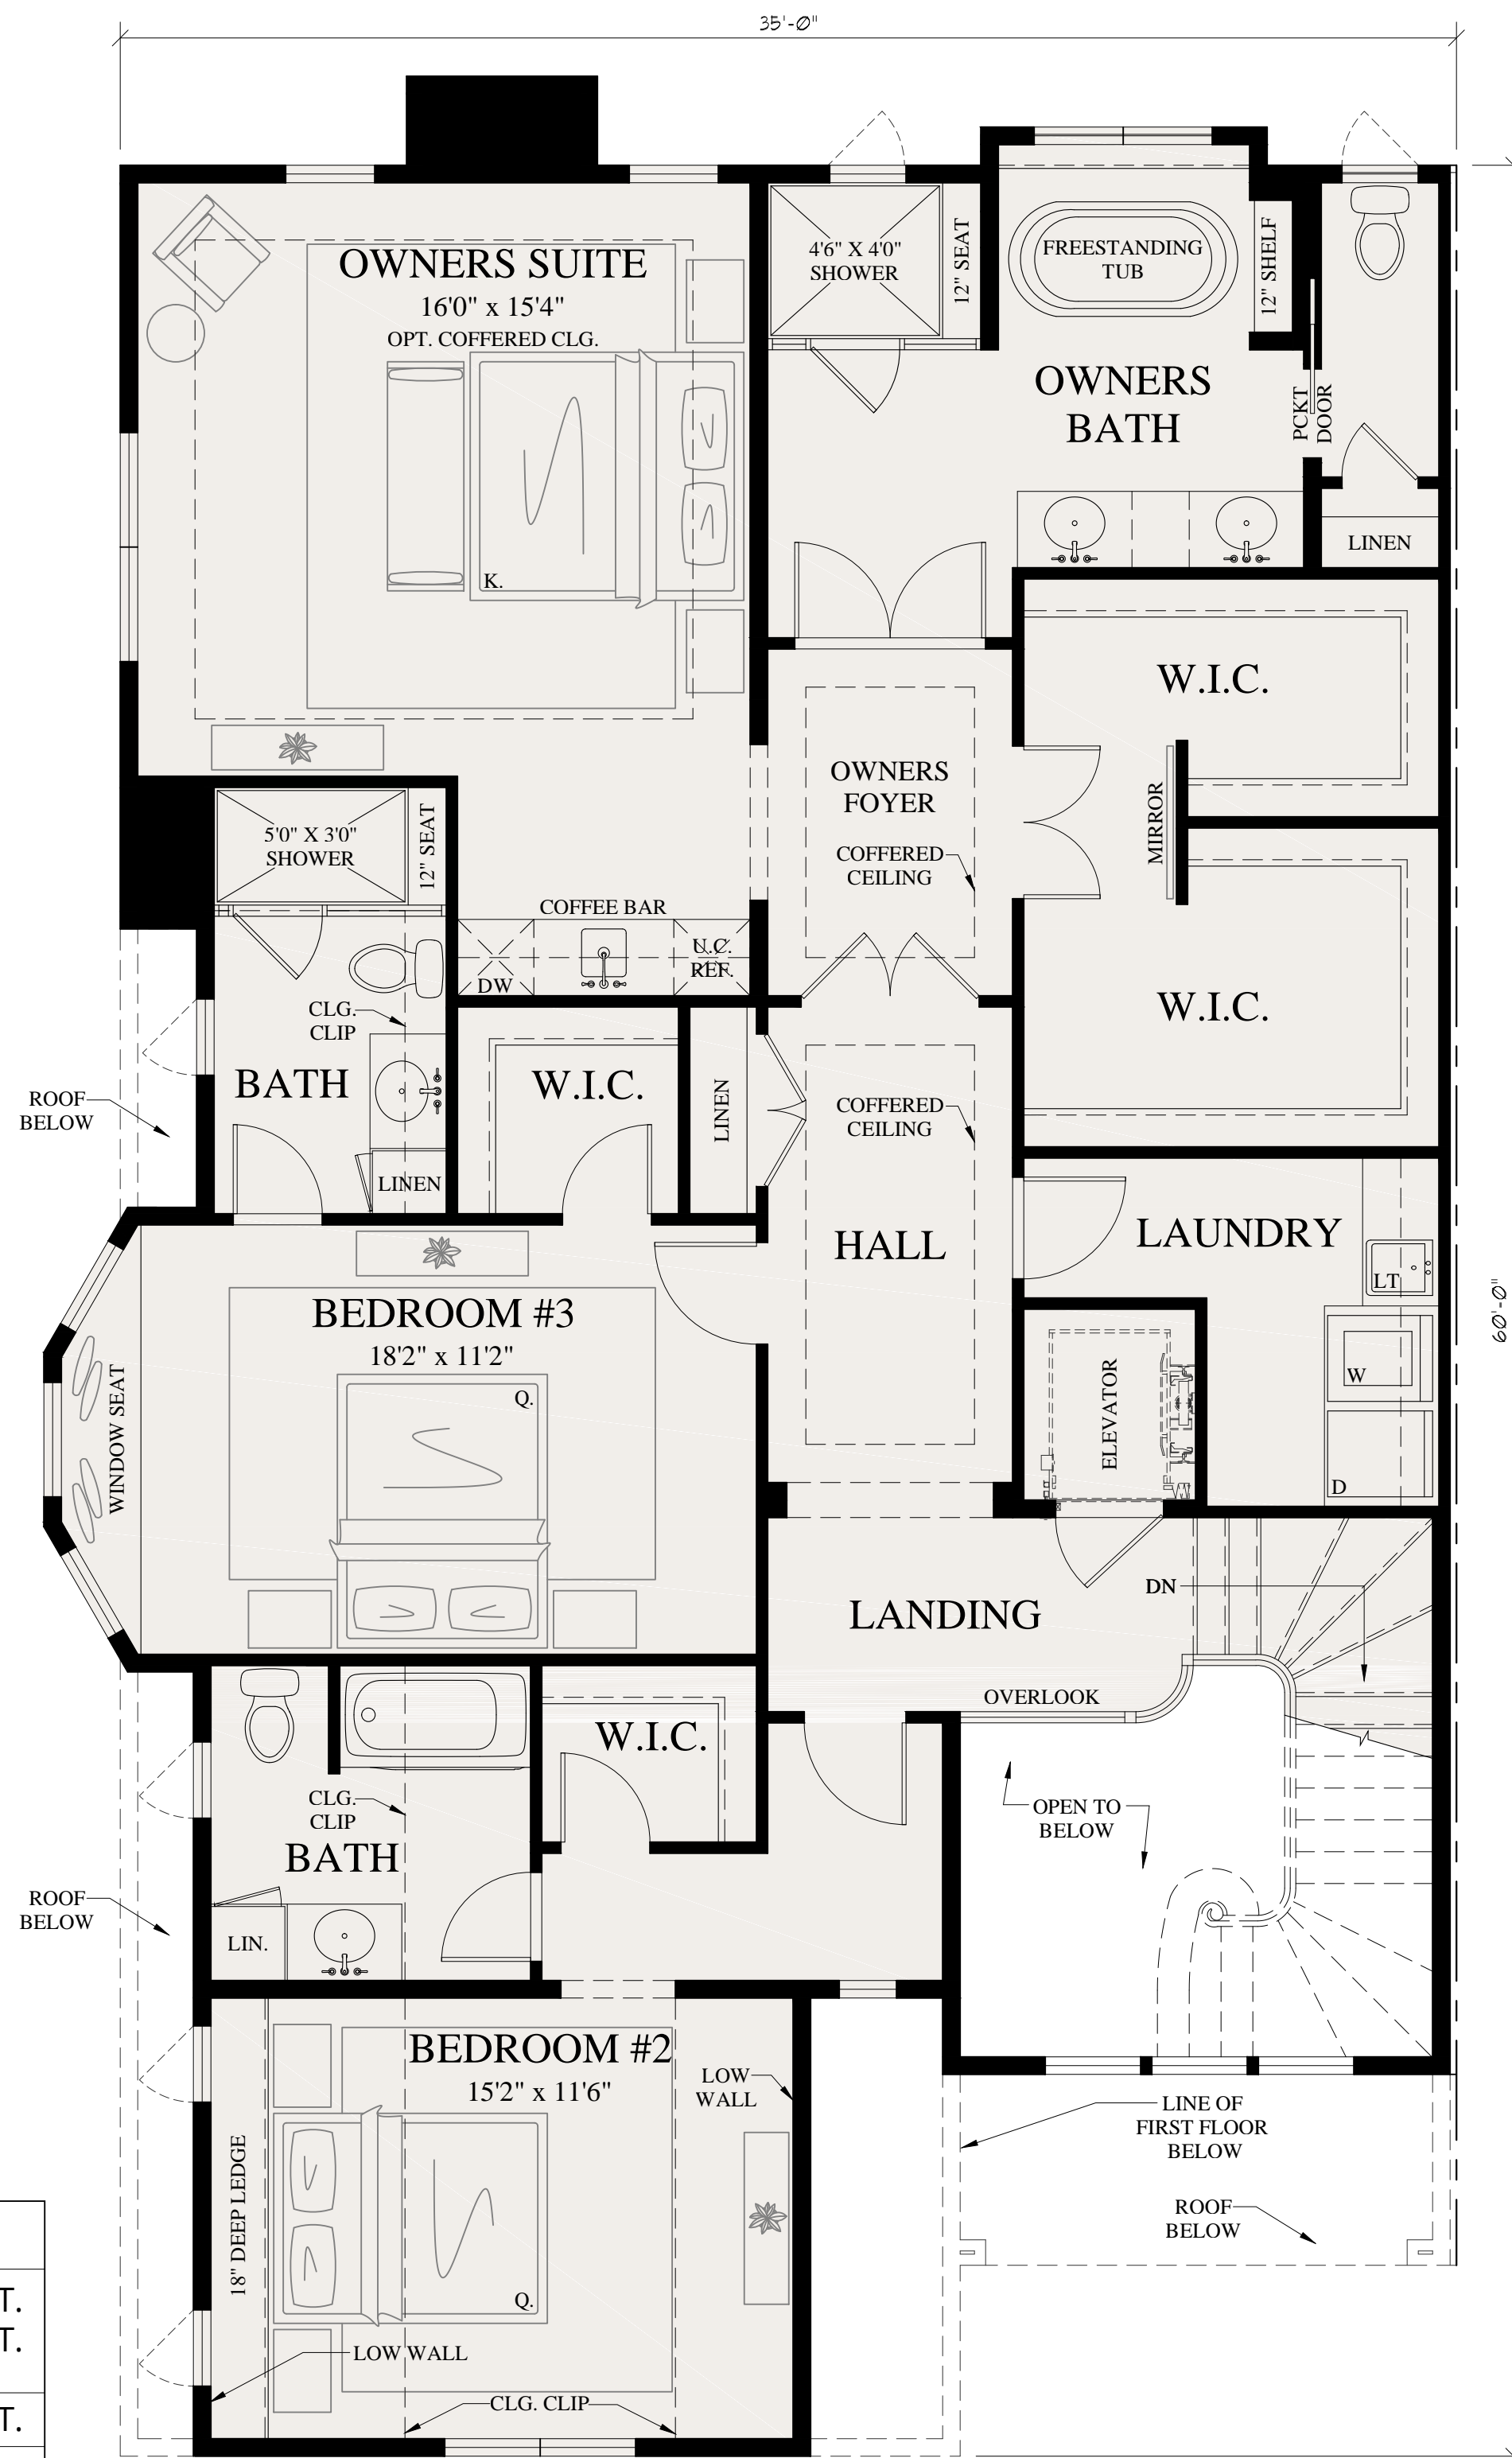 35'-0"
OWNERS SUITE
16'0" x 15'4"
OPT. COFFERED CLG.
K.
4'6" X 4'0"
SHOWER
12" SEAT
FREESTANDING
TUB
12" SHELF
OWNERS
BATH
PCKT
DOOR
LINEN
W.I.C.
OWNERS
FOYER
COFFERED
CEILING
MIRROR
W.I.C.
5'0" X 3'0"
SHOWER
12" SEAT
COFFEE BAR
DW
U.C.
REF.
CLG.
CLIP
BATH
LINEN
ROOF
BELOW
W.I.C.
LINEN
COFFERED
CEILING
HALL
LAUNDRY
LT
W
D
ELEVATOR
60'-0"
BEDROOM #3
18'2" x 11'2"
Q.
WINDOW SEAT
LANDING
DN
OVERLOOK
OPEN TO
BELOW
W.I.C.
CLG.
CLIP
BATH
LIN.
ROOF
BELOW
BEDROOM #2
15'2" x 11'6"
LOW
WALL
18" DEEP LEDGE
Q.
LOW WALL
CLG. CLIP
LINE OF
FIRST FLOOR
BELOW
ROOF
BELOW
T.
T.
T.